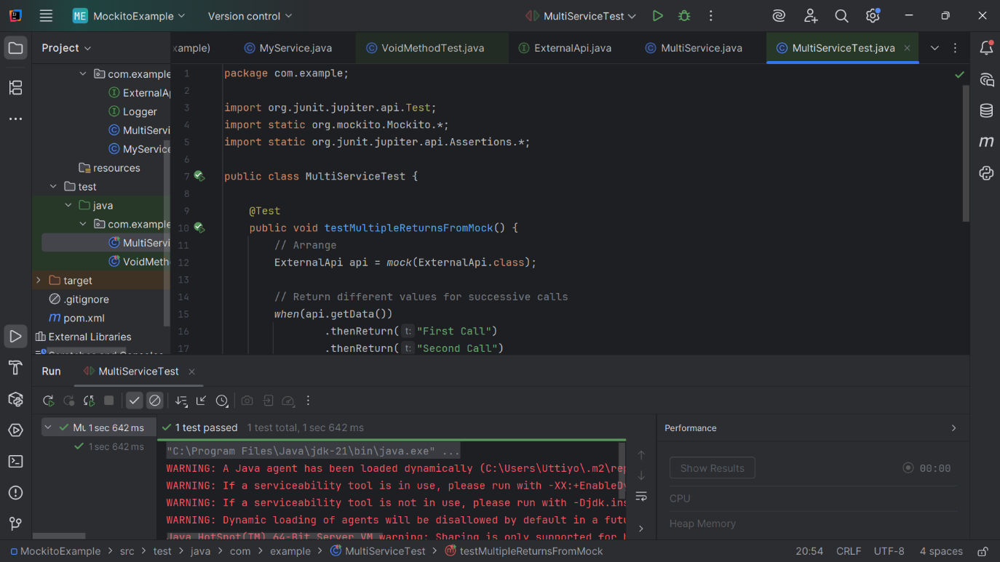 ME MockitoExample Version control MultiServiceTest
Project
xample) MyService.java VoidMethodTest.java ExternalApi.java MultiService.java MultiServiceTest.java
com.example
ExternalAp
Logger
MultiServi
MyService
resources
test
java
com.example
MultiServi
VoidMeth
target
.gitignore
m pom.xml
External Libraries
Scratches and Consoles
1 package com.example;
2
3 import org.junit.jupiter.api.Test;
4 import static org.mockito.Mockito.*;
5 import static org.junit.jupiter.api.Assertions.*;
6
7 public class MultiServiceTest {
8
9 @Test
10 public void testMultipleReturnsFromMock() {
11 // Arrange
12 ExternalApi api = mock(ExternalApi.class);
13
14 // Return different values for successive calls
15 when(api.getData())
16 .thenReturn( t: "First Call")
17 .thenReturn( t: "Second Call")
Run MultiServiceTest
Mu 1 sec 642 ms
1 sec 642 ms
1 test passed 1 test total, 1 sec 642 ms
"C:\Program Files\Java\jdk-21\bin\java.exe" ...
WARNING: A Java agent has been loaded dynamically (C:\Users\Uttiyo\.m2\rep
WARNING: If a serviceability tool is in use, please run with -XX:+EnableDy
WARNING: If a serviceability tool is not in use, please run with -Djdk.ins
WARNING: Dynamic loading of agents will be disallowed by default in a futu
Java HotSpot(TM) 64-Bit Server VM warning: Sharing is only supported for b
Performance
Show Results 00:00
CPU
Heap Memory
MockitoExample > src > test > java > com > example > MultiServiceTest > testMultipleReturnsFromMock 20:54 CRLF UTF-8 4 spaces